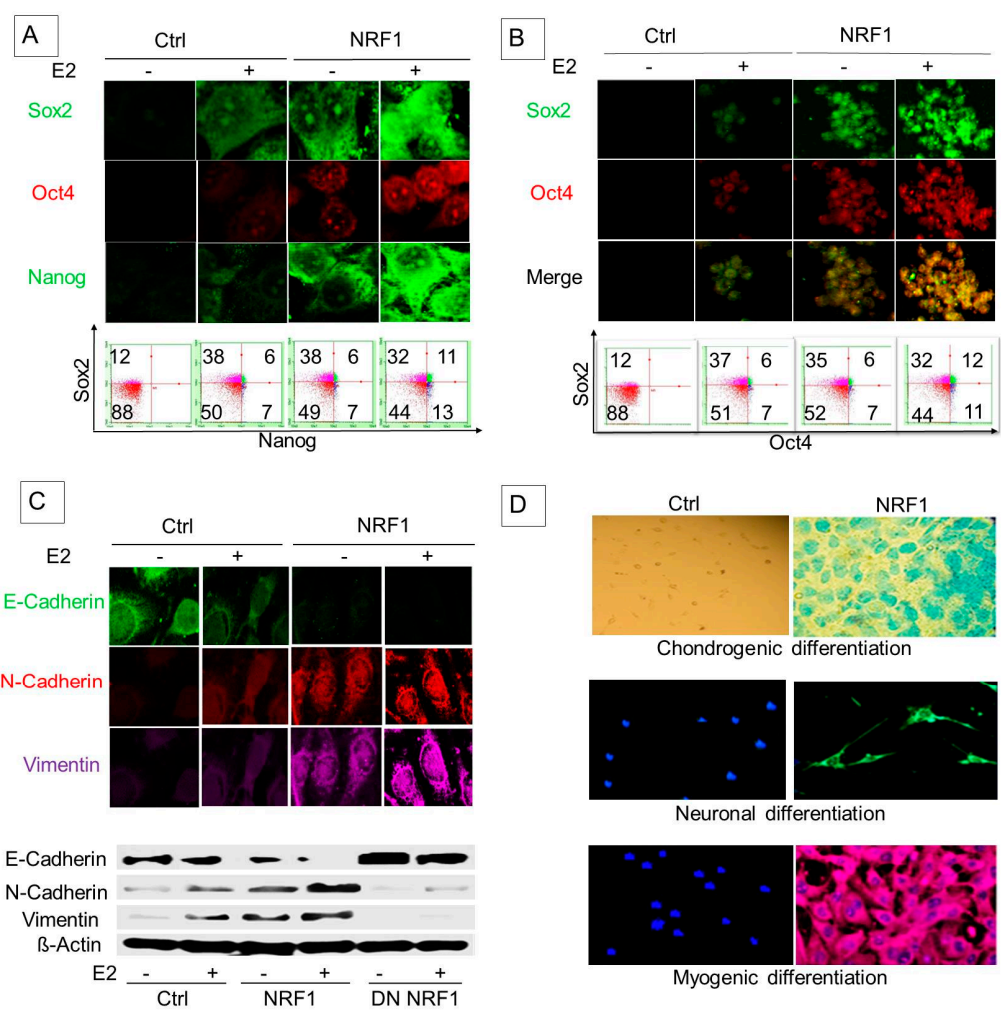 A
Ctrl NRF1
E2 - + - +
Sox2
Oct4
Nanog
Sox2
12 38 6 38 6 32 11
88 50 7 49 7 44 13
Nanog
B
Ctrl NRF1
E2 - + - +
Sox2
Oct4
Merge
Sox2
12 37 6 35 6 32 12
88 51 7 52 7 44 11
Oct4
C
Ctrl NRF1
E2 - + - +
E-Cadherin
N-Cadherin
Vimentin
E-Cadherin
N-Cadherin
Vimentin
ß-Actin
E2 - + - + - +
Ctrl NRF1 DN NRF1
D
Ctrl NRF1
Chondrogenic differentiation
Neuronal differentiation
Myogenic differentiation